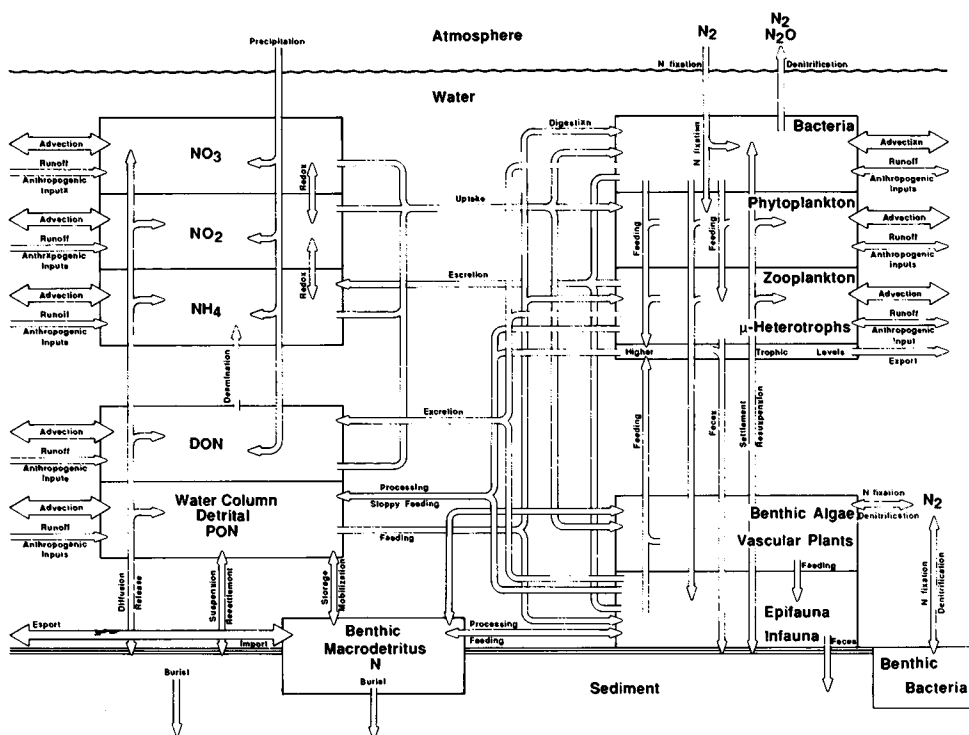 Precipitation
Atmosphere
N2
N2
N2O
N fixation
Denitrification
Water
Advection
Runoff
Anthropogenic
Inputs
NO3
Redox
Advection
Runoff
Anthropogenic
Inputs
NO2
Redox
Advection
Runoff
Anthropogenic
Inputs
NH4
Deamination
Advection
Runoff
Anthropogenic
Inputs
DON
Advection
Runoff
Anthropogenic
Inputs
Water Column
Detrital
PON
Digestion
Uptake
Excretion
Excretion
Processing
Sloppy Feeding
Feeding
N fixation
Bacteria
Advection
Runoff
Anthropogenic
Inputs
Feeding
Feeding
Phytoplankton
Advection
Runoff
Anthropogenic
Inputs
Zooplankton
μ-Heterotrophs
Advection
Runoff
Anthropogenic
Input
Higher Trophic Levels
Export
Feeding
Feces
Settlement
Resuspension
Benthic Algae
Vascular Plants
N fixation
Denitrification
N2
Feeding
N fixation
Denitrification
Epifauna
Infauna
Feces
Diffusion
Release
Suspension
Resettlement
Storage
Mobilization
Export
Import
Benthic
Macrodetritus
N
Processing
Feeding
Burial
Burial
Sediment
Benthic
Bacteria